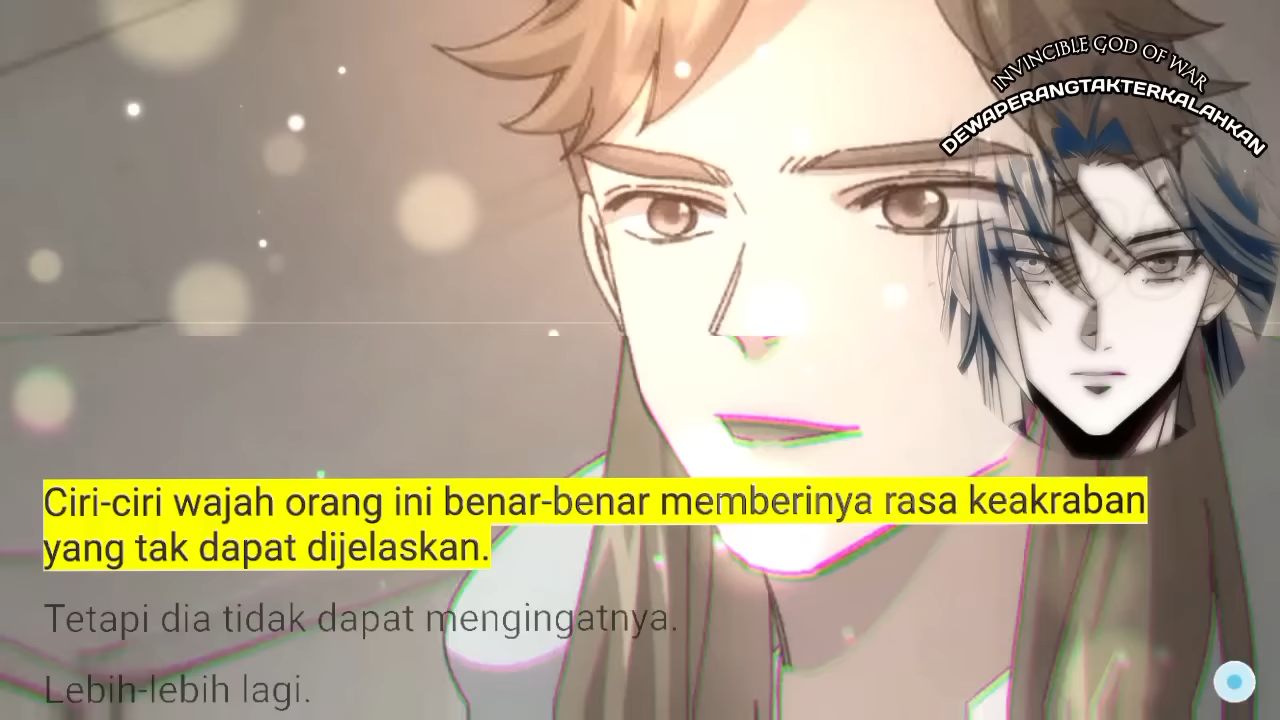 INVINCIBLE GOD OF WAR
DEWAPERANGTAKTERKALAHKAN
Ciri-ciri wajah orang ini benar-benar memberinya rasa keakraban
yang tak dapat dijelaskan.
Tetapi dia tidak dapat mengingatnya.
Lebih-lebih lagi.